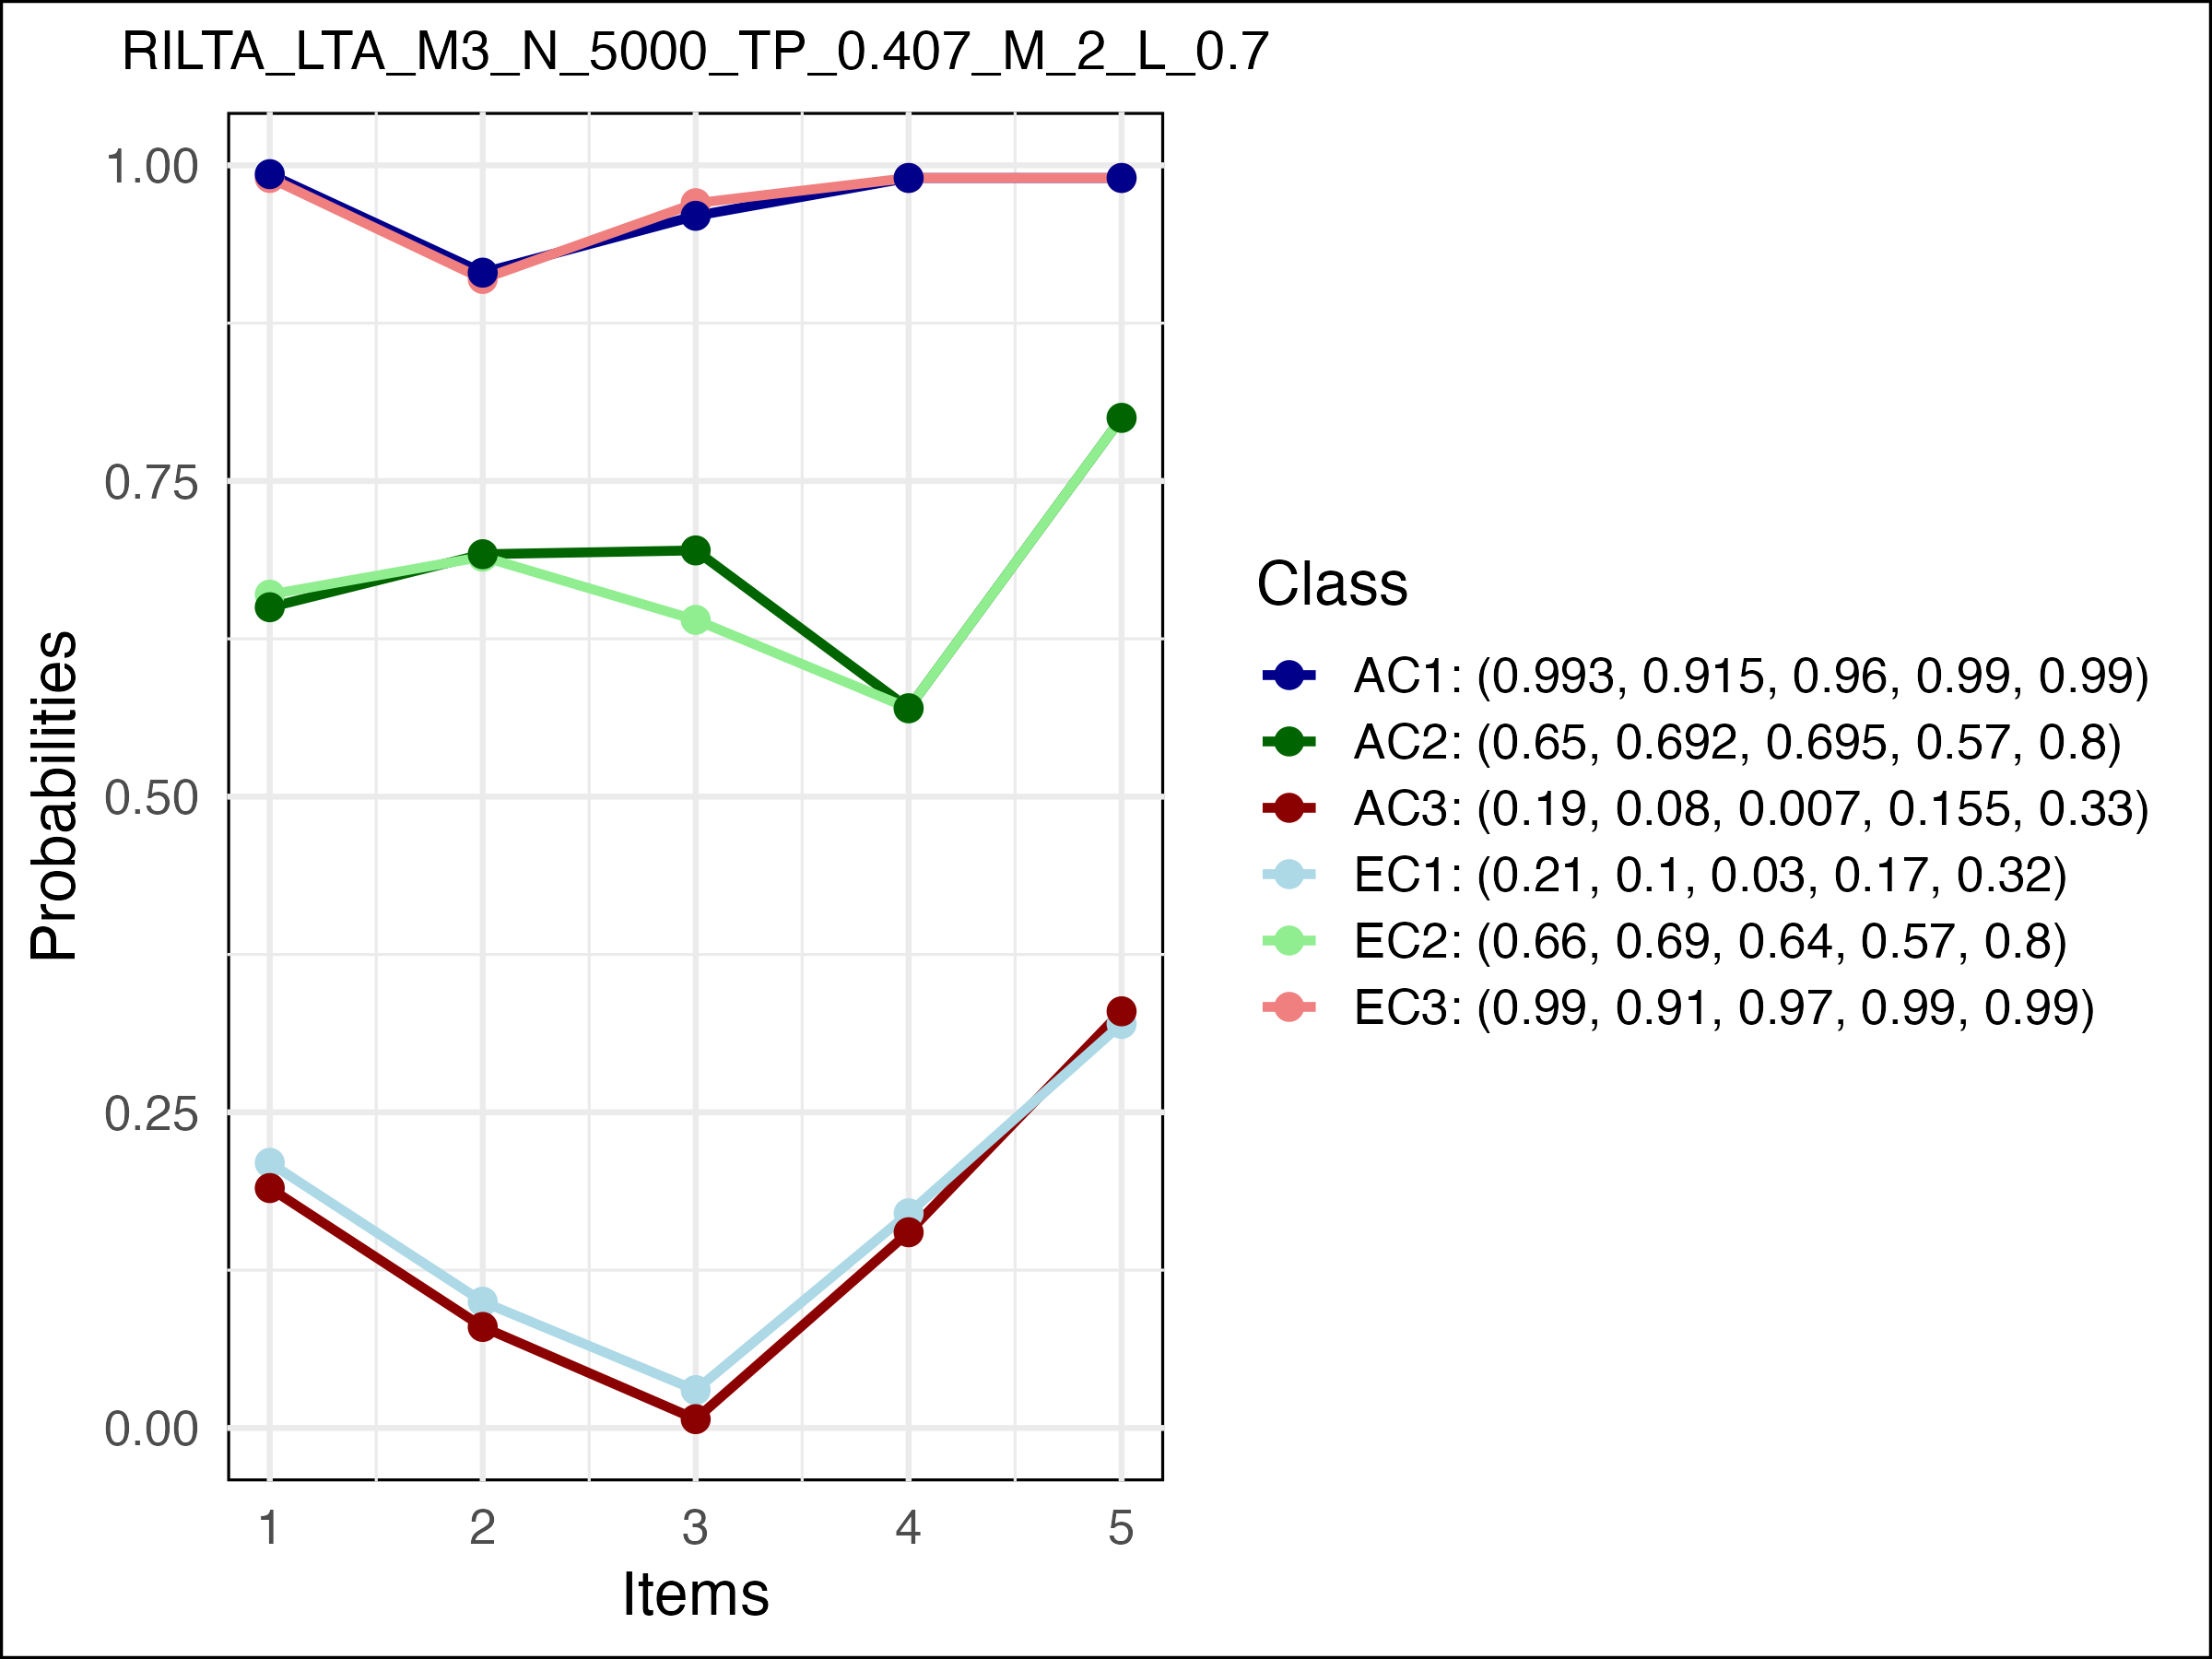 RILTA_LTA_M3_N_5000_TP_0.407_M_2_L_0.7
1.00
0.75
0.50
0.25
0.00
Probabilities
1 2 3 4 5
Items
Class
AC1: (0.993, 0.915, 0.96, 0.99, 0.99)
AC2: (0.65, 0.692, 0.695, 0.57, 0.8)
AC3: (0.19, 0.08, 0.007, 0.155, 0.33)
EC1: (0.21, 0.1, 0.03, 0.17, 0.32)
EC2: (0.66, 0.69, 0.64, 0.57, 0.8)
EC3: (0.99, 0.91, 0.97, 0.99, 0.99)